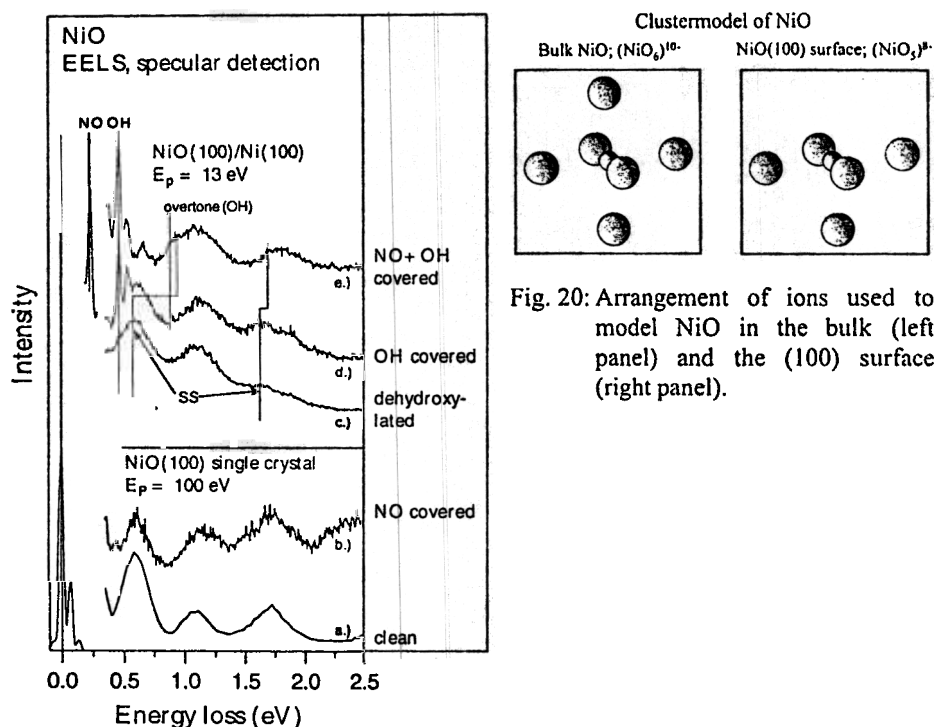 NiO
EELS, specular detection
NO OH
NiO(100)/Ni(100)
Ep = 13 eV
overtone (OH)
NO+ OH
covered
e.)
OH covered
d.)
SS
dehydroxy-
lated
c.)
NiO(100) single crystal
EP = 100 eV
NO covered
b.)
a.)
clean
Intensity
0.0 0.5 1.0 1.5 2.0 2.5
Energy loss (eV)
Clustermodel of NiO
Bulk NiO; (NiO6)10-
NiO(100) surface; (NiO5)8-
Fig. 20: Arrangement of ions used to
model NiO in the bulk (left
panel) and the (100) surface
(right panel).